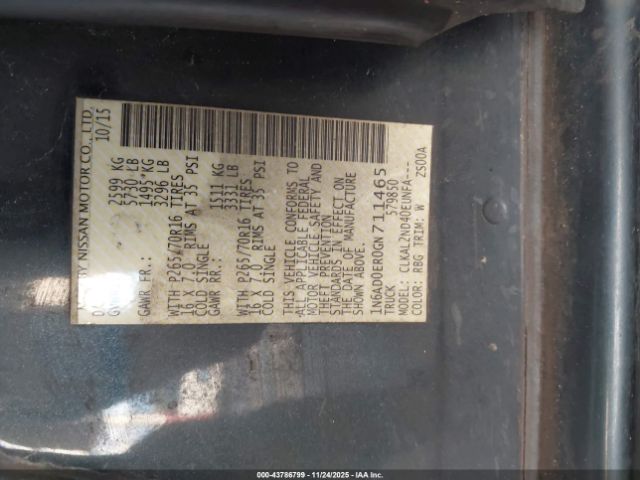 BY NISSAN MOTOR CO., LTD.
10/15
2599 KG
5730 LB
GAWR FR.: 1495 KG
3296 LB
WITH P265/70R16 TIRES
16 X 7.0 RIMS AT 35 PSI
COLD SINGLE
GAWR RR.: 1511 KG
3331 LB
WITH P265/70R16 TIRES
16 X 7.0 RIMS AT 35 PSI
COLD SINGLE
THIS VEHICLE CONFORMS TO
ALL APPLICABLE FEDERAL
MOTOR VEHICLE SAFETY AND
THEFT PREVENTION
STANDARDS IN EFFECT ON
THE DATE OF MANUFACTURE
SHOWN ABOVE.
1N6AD0ER0GN711465
TRUCK 579850
MODEL: CLKALZND40EUNFA----
COLOR: RBG TRIM: W 2S00A
000-43786799 - 11/24/2025 - IAAI.COM